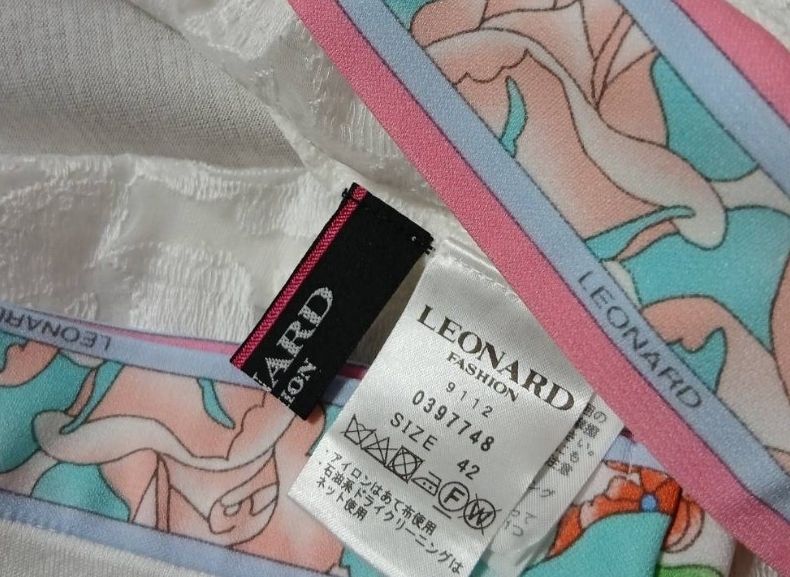 LEONARD
LEONARD
ARD
ION
LEONARD
FASHION
9112
0397748
SIZE 42
F W
・アイロンはあて布使用
・石油系ドライクリーニングは
ネット使用